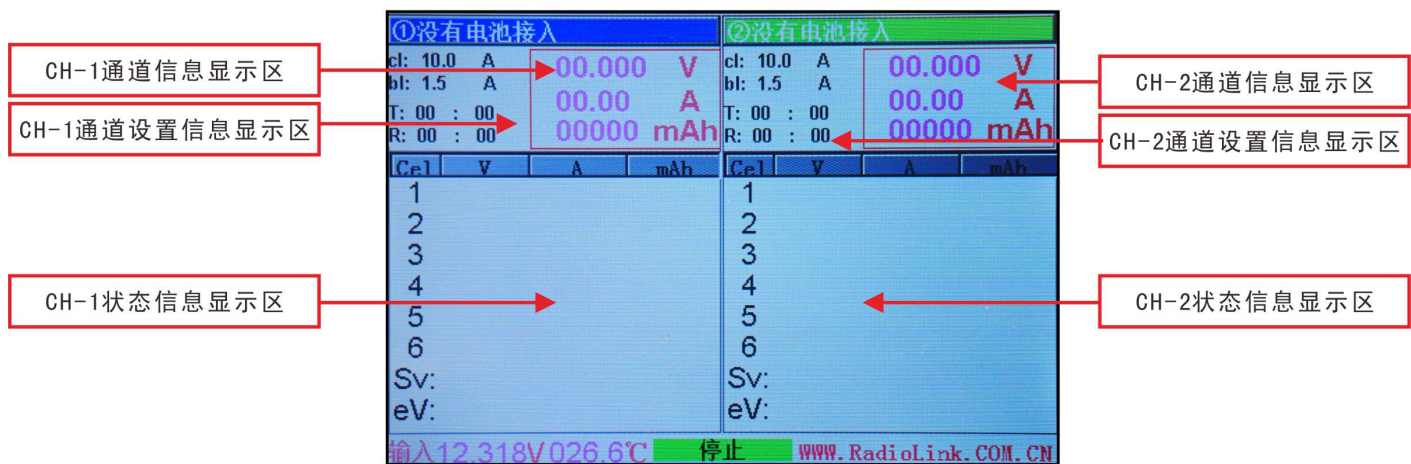 ①没有电池接入
②没有电池接入
CH-1通道信息显示区
CH-1通道设置信息显示区
CH-1状态信息显示区
cl: 10.0 A
bl: 1.5 A
T: 00 : 00
R: 00 : 00
00.000 V
00.00 A
00000 mAh
cl: 10.0 A
bl: 1.5 A
T: 00 : 00
R: 00 : 00
00.000 V
00.00 A
00000 mAh
CH-2通道信息显示区
CH-2通道设置信息显示区
CH-2状态信息显示区
Cel V A mAh
1
2
3
4
5
6
Sv:
eV:
Cel V A mAh
1
2
3
4
5
6
Sv:
eV:
输入12.318V 026.6℃ 停止 WWW.RadioLink.COM.CN